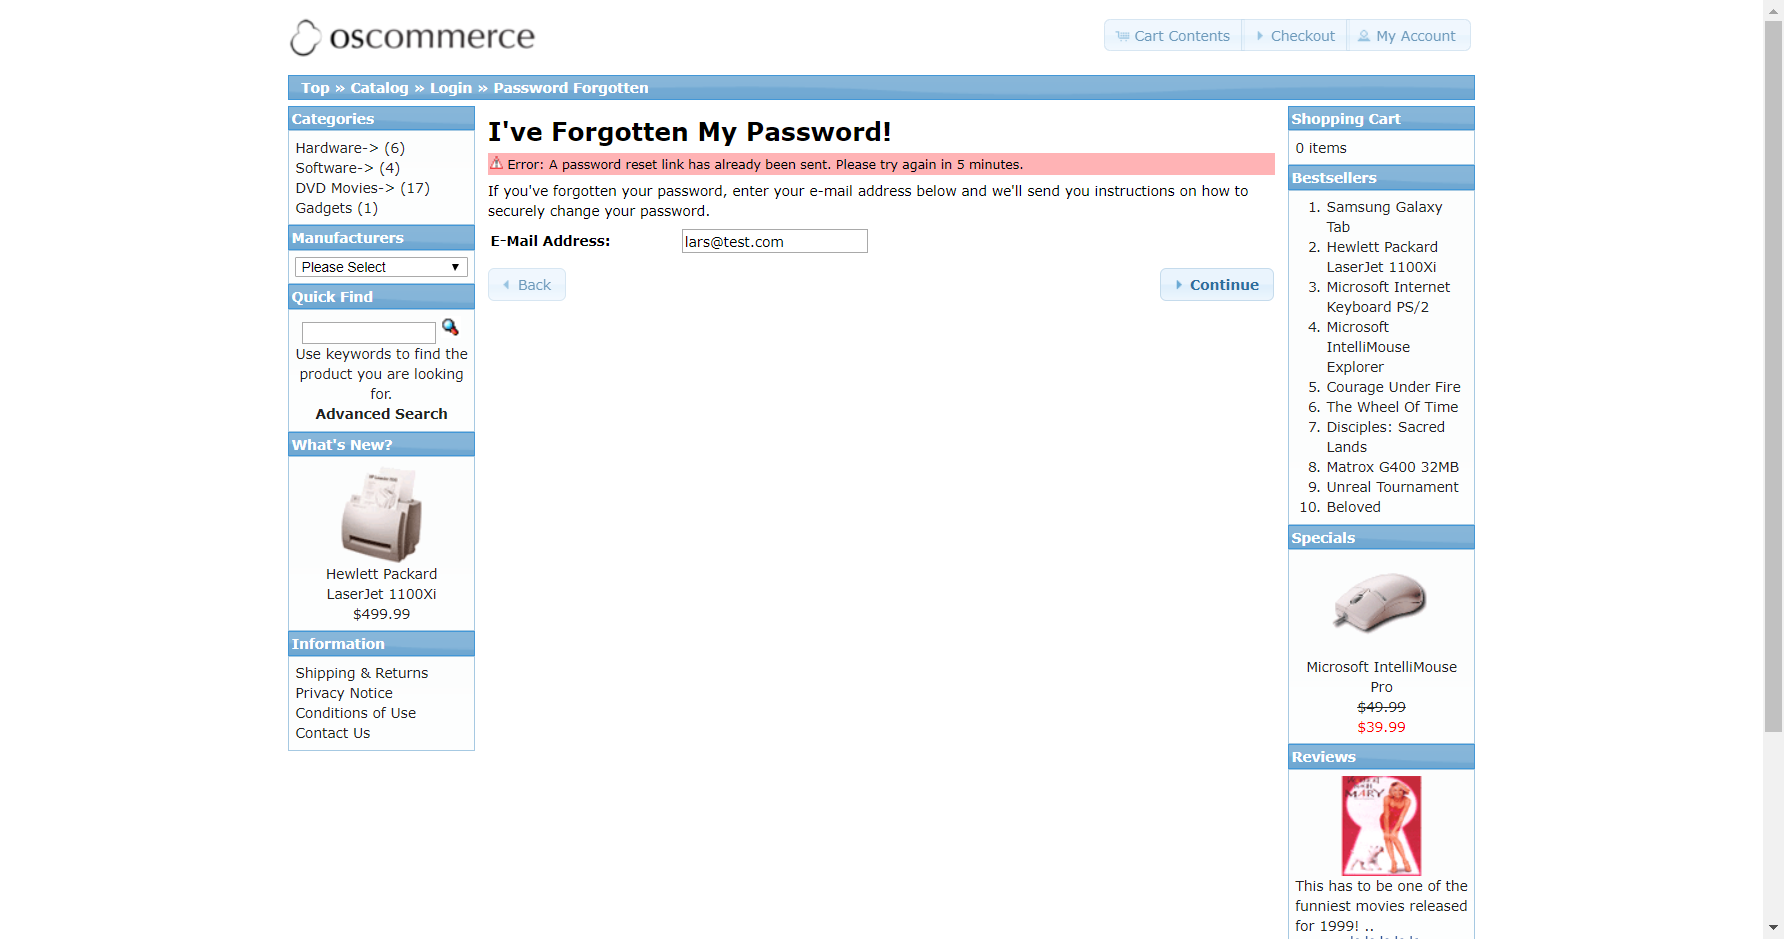 oscommerce
Cart Contents
Checkout
My Account
Top » Catalog » Login » Password Forgotten
Categories
Hardware-> (6)
Software-> (4)
DVD Movies-> (17)
Gadgets (1)
Manufacturers
Please Select
Quick Find
Use keywords to find the
product you are looking
for.
Advanced Search
What's New?
Hewlett Packard
LaserJet 1100Xi
$499.99
Information
Shipping & Returns
Privacy Notice
Conditions of Use
Contact Us
I've Forgotten My Password!
Error: A password reset link has already been sent. Please try again in 5 minutes.
If you've forgotten your password, enter your e-mail address below and we'll send you instructions on how to
securely change your password.
E-Mail Address:
lars@test.com
Back
Continue
Shopping Cart
0 items
Bestsellers
1. Samsung Galaxy
Tab
2. Hewlett Packard
LaserJet 1100Xi
3. Microsoft Internet
Keyboard PS/2
4. Microsoft
IntelliMouse
Explorer
5. Courage Under Fire
6. The Wheel Of Time
7. Disciples: Sacred
Lands
8. Matrox G400 32MB
9. Unreal Tournament
10. Beloved
Specials
Microsoft IntelliMouse
Pro
$49.99
$39.99
Reviews
MARY
This has to be one of the
funniest movies released
for 1999! ..